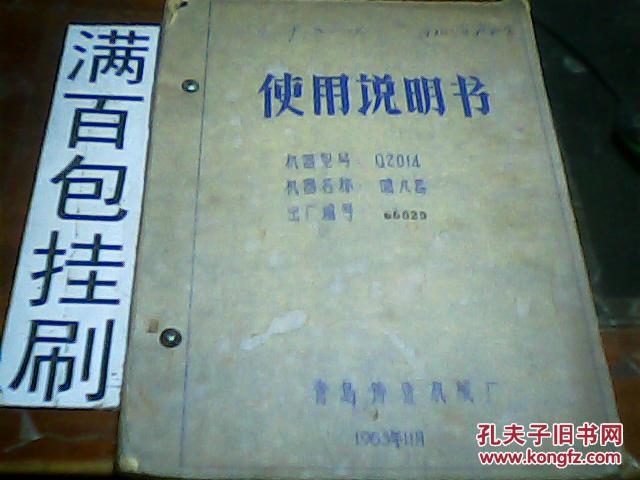 满百包挂刷
使用说明书
机器型号 QZ014
机器名称 喷丸器
出厂编号 66029
青岛铸造机械厂
1963年11月
孔夫子旧书网
www.kongfz.com